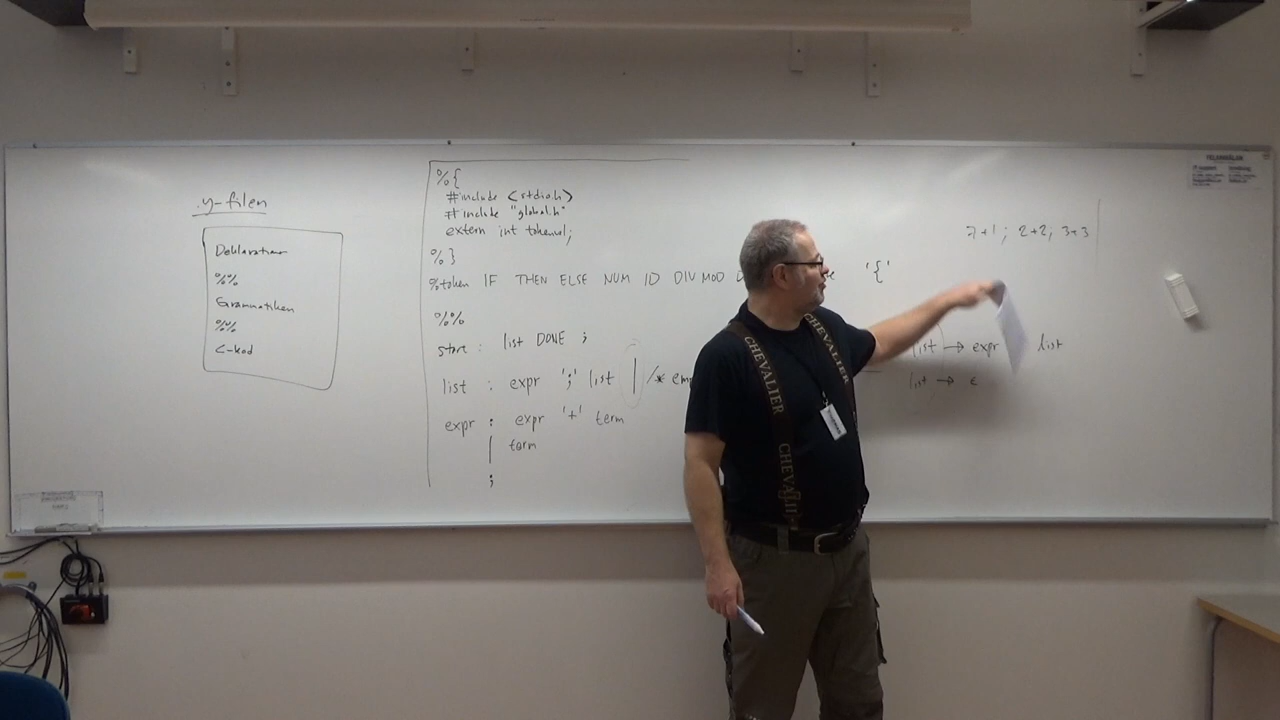 .y-filen
Deklarationer
%%
Grammatiken
%%
C-kod
%{
#include <stdio.h>
#include "global.h"
extern int tokenval;
%}
%token IF THEN ELSE NUM ID DIV MOD '{'
%%
start : list DONE ;
list : expr ';' list | /*
expr : expr '+' term
| term
;
7+1; 2+2; 3+3
list → expr list
list → ε
CHEVALIER
CHEVALIER
CHEVALIER
FELANMÄLAN